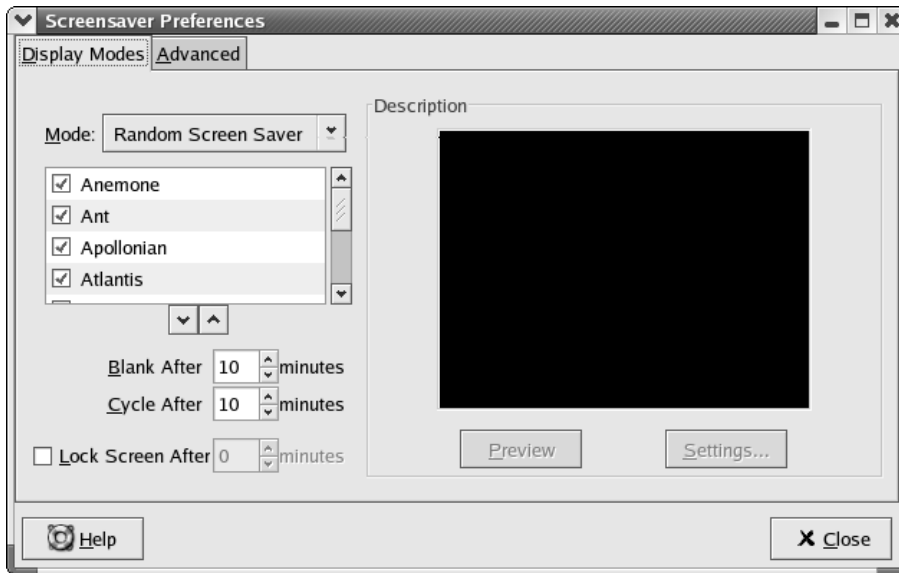 Screensaver Preferences
Display Modes
Advanced
Mode: Random Screen Saver
Anemone
Ant
Apollonian
Atlantis
Blank After 10 minutes
Cycle After 10 minutes
Lock Screen After 0 minutes
Description
Preview
Settings...
Help
Close